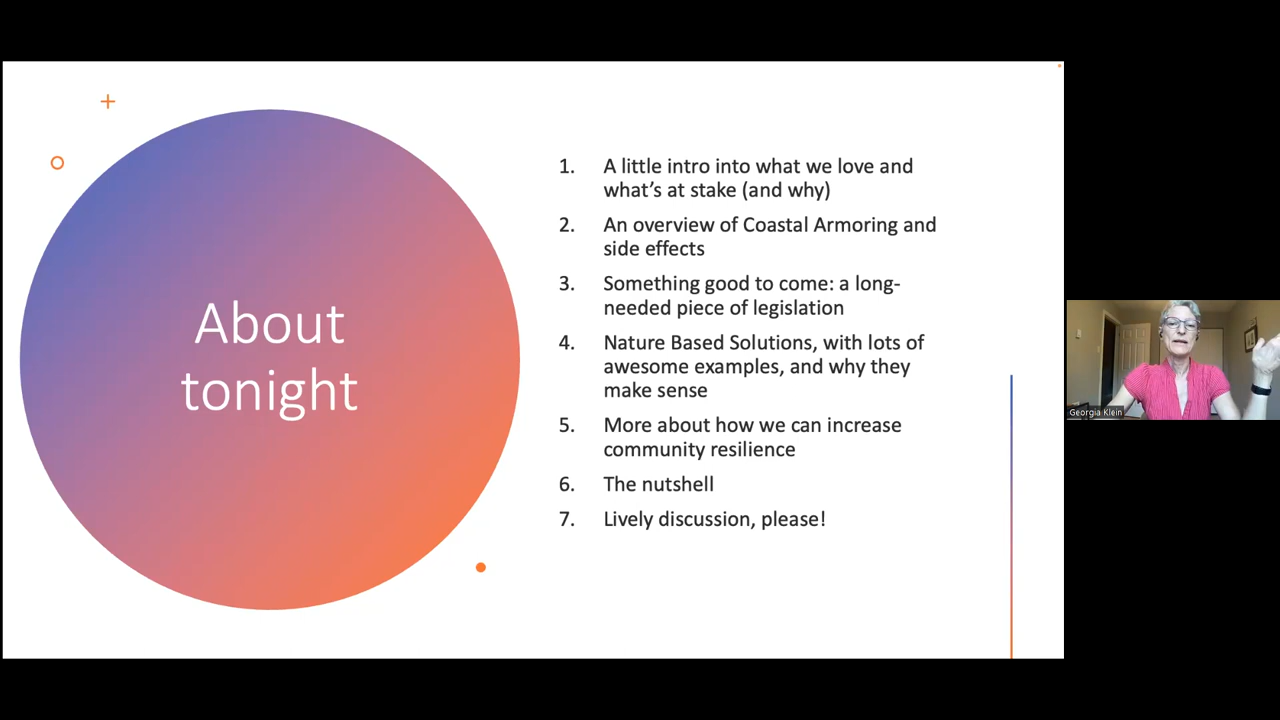 About
tonight
1. A little intro into what we love and
what's at stake (and why)
2. An overview of Coastal Armoring and
side effects
3. Something good to come: a long-
needed piece of legislation
4. Nature Based Solutions, with lots of
awesome examples, and why they
make sense
5. More about how we can increase
community resilience
6. The nutshell
7. Lively discussion, please!
Georgia Klein